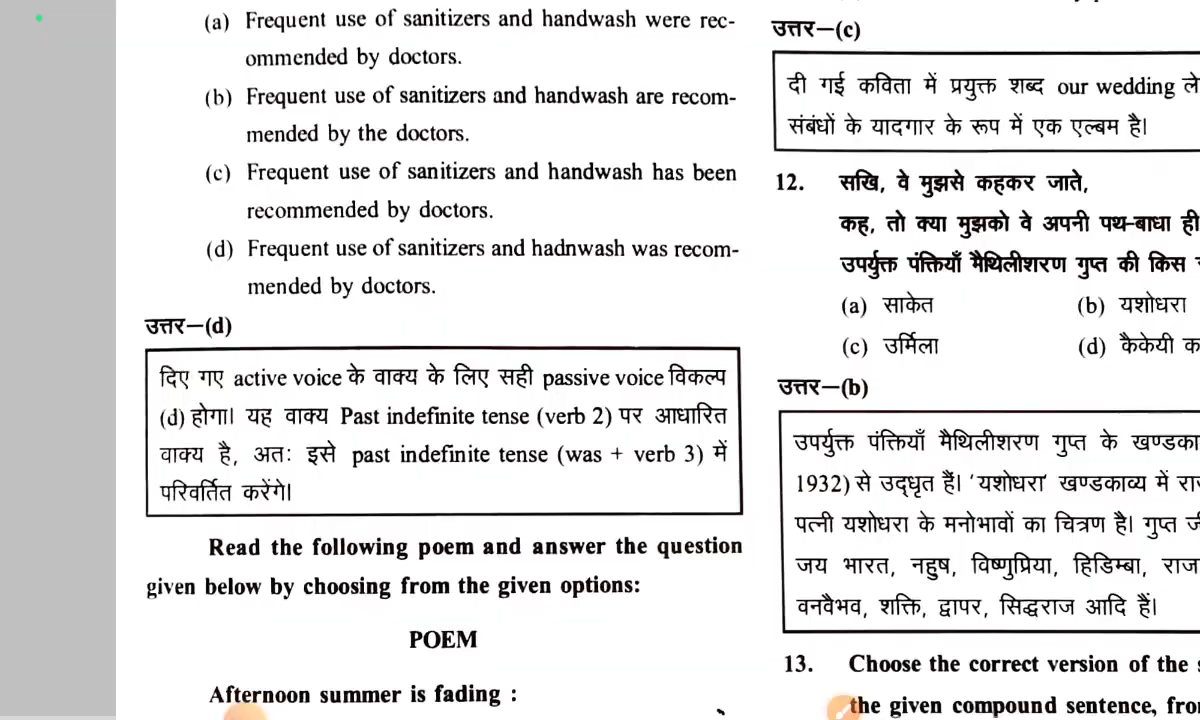 (a) Frequent use of sanitizers and handwash were rec-
ommended by doctors.
(b) Frequent use of sanitizers and handwash are recom-
mended by the doctors.
(c) Frequent use of sanitizers and handwash has been
recommended by doctors.
(d) Frequent use of sanitizers and hadnwash was recom-
mended by doctors.
उत्तर–(d)
दिए गए active voice के वाक्य के लिए सही passive voice विकल्प
(d) होगा। यह वाक्य Past indefinite tense (verb 2) पर आधारित
वाक्य है, अतः इसे past indefinite tense (was + verb 3) में
परिवर्तित करेंगे।
Read the following poem and answer the question
given below by choosing from the given options:
POEM
Afternoon summer is fading :
उत्तर–(c)
दी गई कविता में प्रयुक्त शब्द our wedding ले
संबंधों के यादगार के रूप में एक एल्बम है।
12. सखि, वे मुझसे कहकर जाते,
कह, तो क्या मुझको वे अपनी पथ-बाधा ही
उपर्युक्त पंक्तियाँ मैथिलीशरण गुप्त की किस
(a) साकेत (b) यशोधरा
(c) उर्मिला (d) कैकेयी क
उत्तर–(b)
उपर्युक्त पंक्तियाँ मैथिलीशरण गुप्त के खण्डका
1932) से उद्धृत हैं। 'यशोधरा' खण्डकाव्य में रा
पत्नी यशोधरा के मनोभावों का चित्रण है। गुप्त जी
जय भारत, नहुष, विष्णुप्रिया, हिडिम्बा, राज
वनवैभव, शक्ति, द्वापर, सिद्धराज आदि हैं।
13. Choose the correct version of the
the given compound sentence, fro